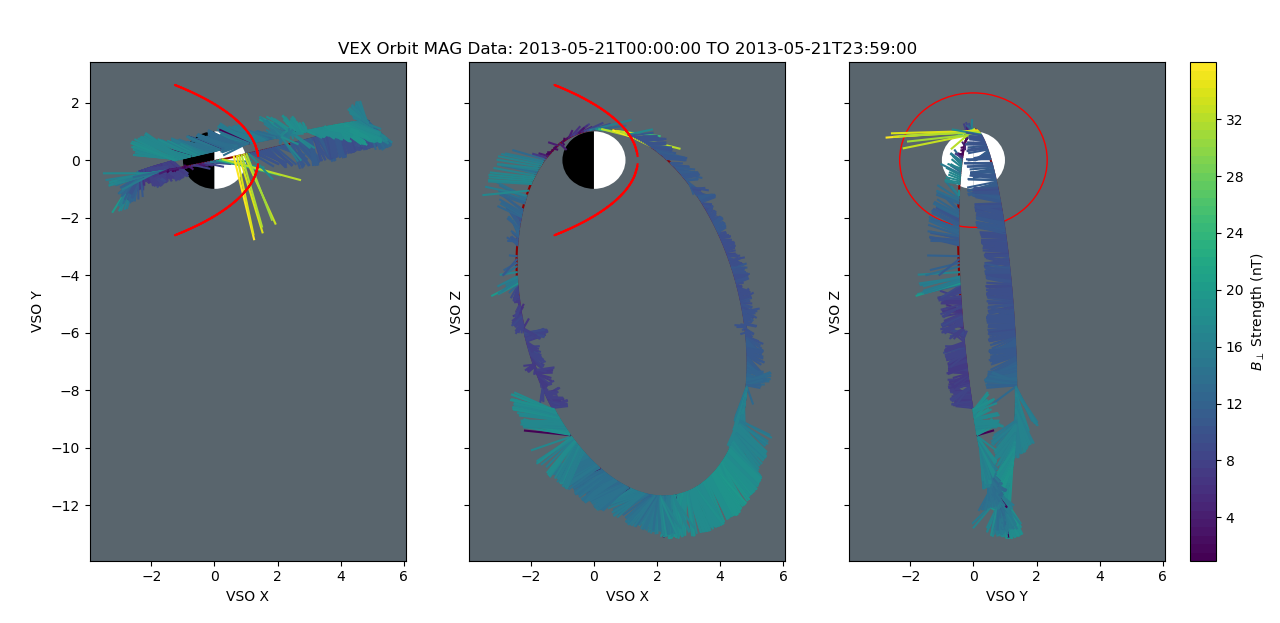 VEX Orbit MAG Data: 2013-05-21T00:00:00 TO 2013-05-21T23:59:00
2
0
−2
−4
−6
−8
−10
−12
VSO Y
−2 0 2 4 6
VSO X
VSO Z
−2 0 2 4 6
VSO X
VSO Z
−2 0 2 4 6
VSO Y
32
28
24
20
16
12
8
4
B⊥ Strength (nT)